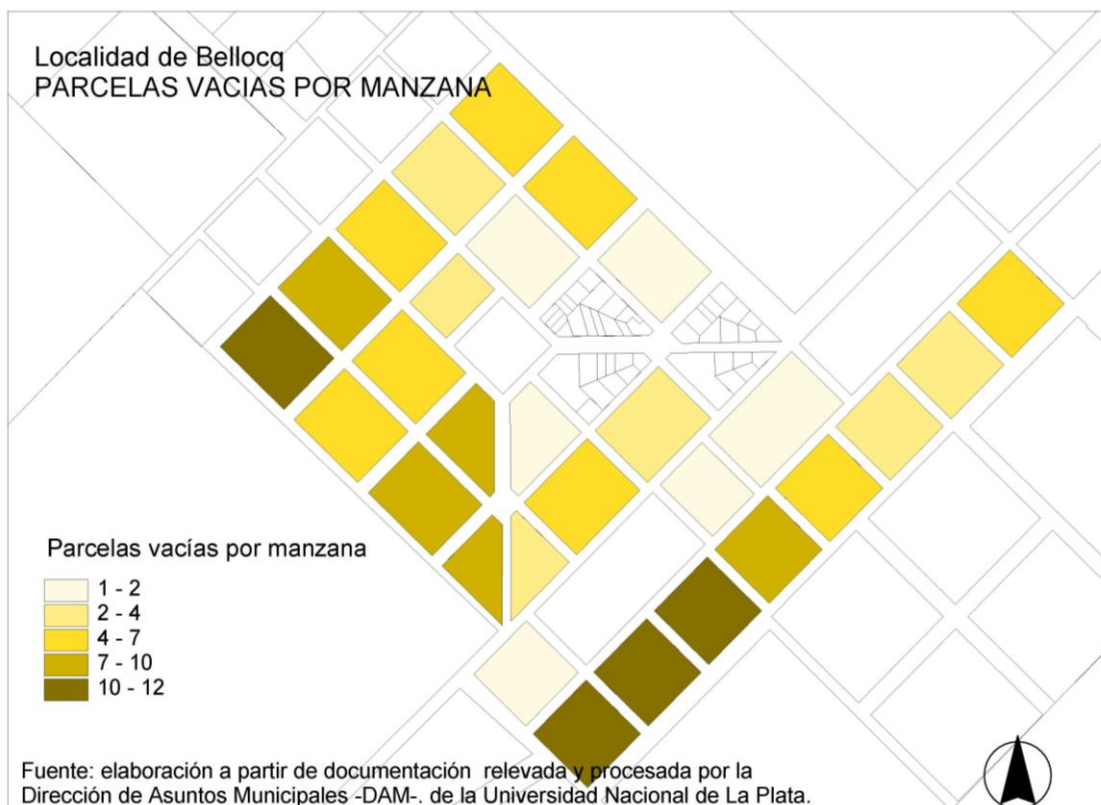 Localidad de Bellocq
PARCELAS VACIAS POR MANZANA
Parcelas vacías por manzana
1 - 2
2 - 4
4 - 7
7 - 10
10 - 12
Fuente: elaboración a partir de documentación relevada y procesada por la
Dirección de Asuntos Municipales -DAM-. de la Universidad Nacional de La Plata.